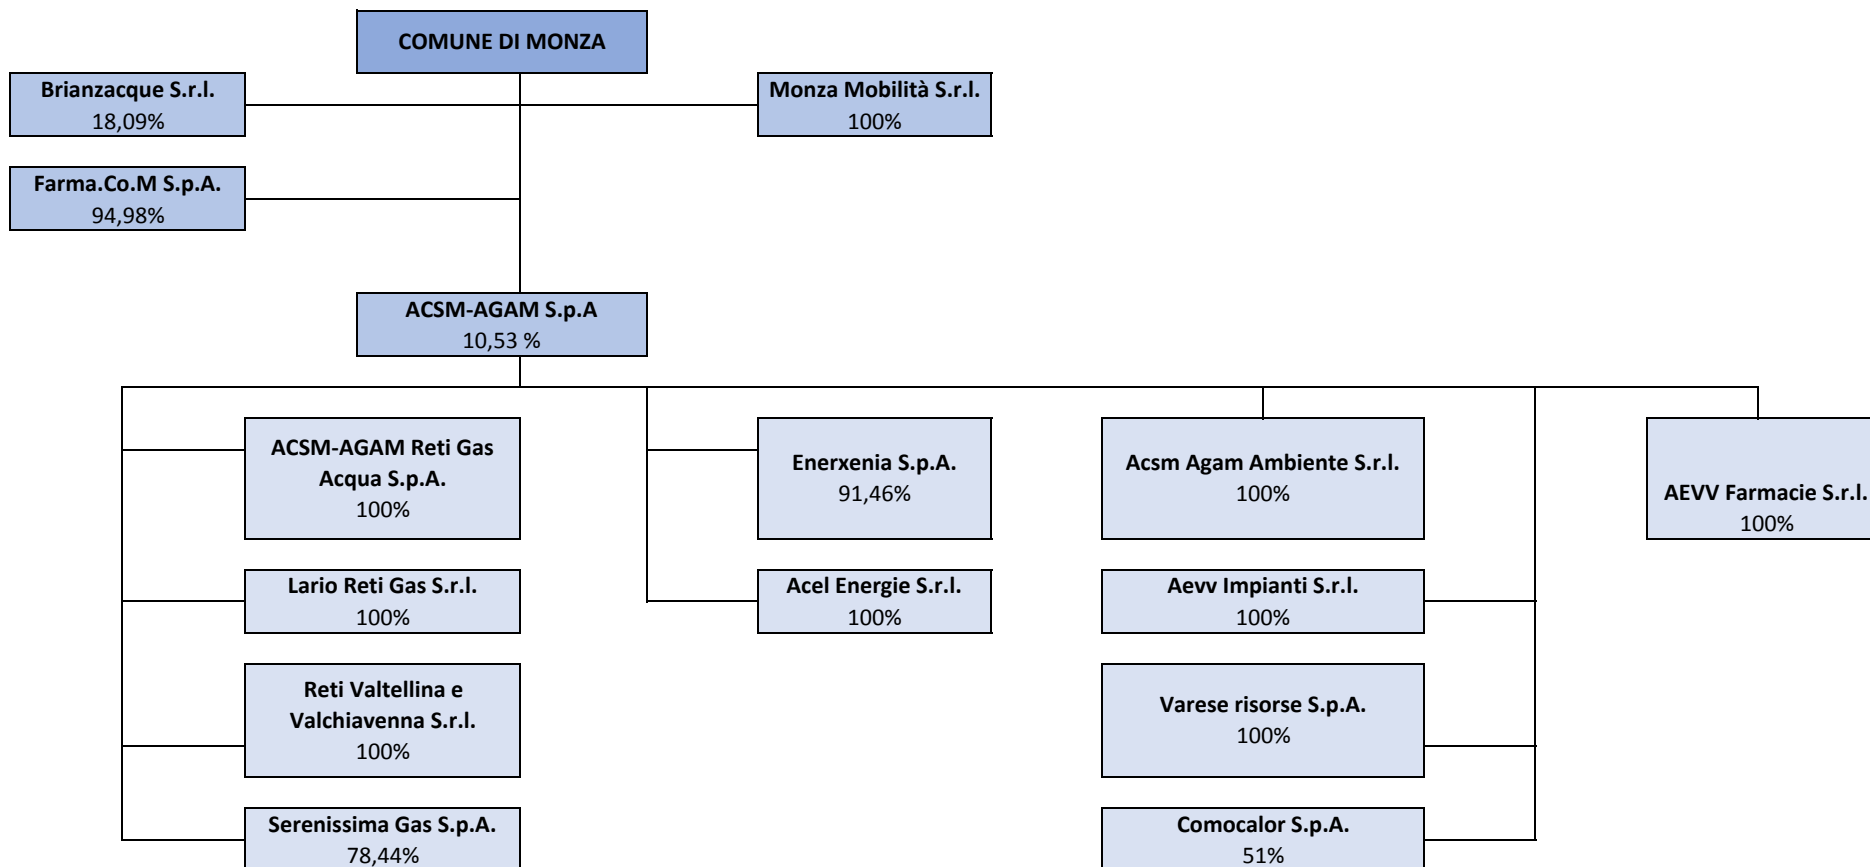 COMUNE DI MONZA
Brianzacque S.r.l.
18,09%
Monza Mobilità S.r.l.
100%
Farma.Co.M S.p.A.
94,98%
ACSM-AGAM S.p.A
10,53 %
ACSM-AGAM Reti Gas
Acqua S.p.A.
100%
Enerxenia S.p.A.
91,46%
Acsm Agam Ambiente S.r.l.
100%
AEVV Farmacie S.r.l.
100%
Lario Reti Gas S.r.l.
100%
Acel Energie S.r.l.
100%
Aevv Impianti S.r.l.
100%
Reti Valtellina e
Valchiavenna S.r.l.
100%
Varese risorse S.p.A.
100%
Serenissima Gas S.p.A.
78,44%
Comocalor S.p.A.
51%